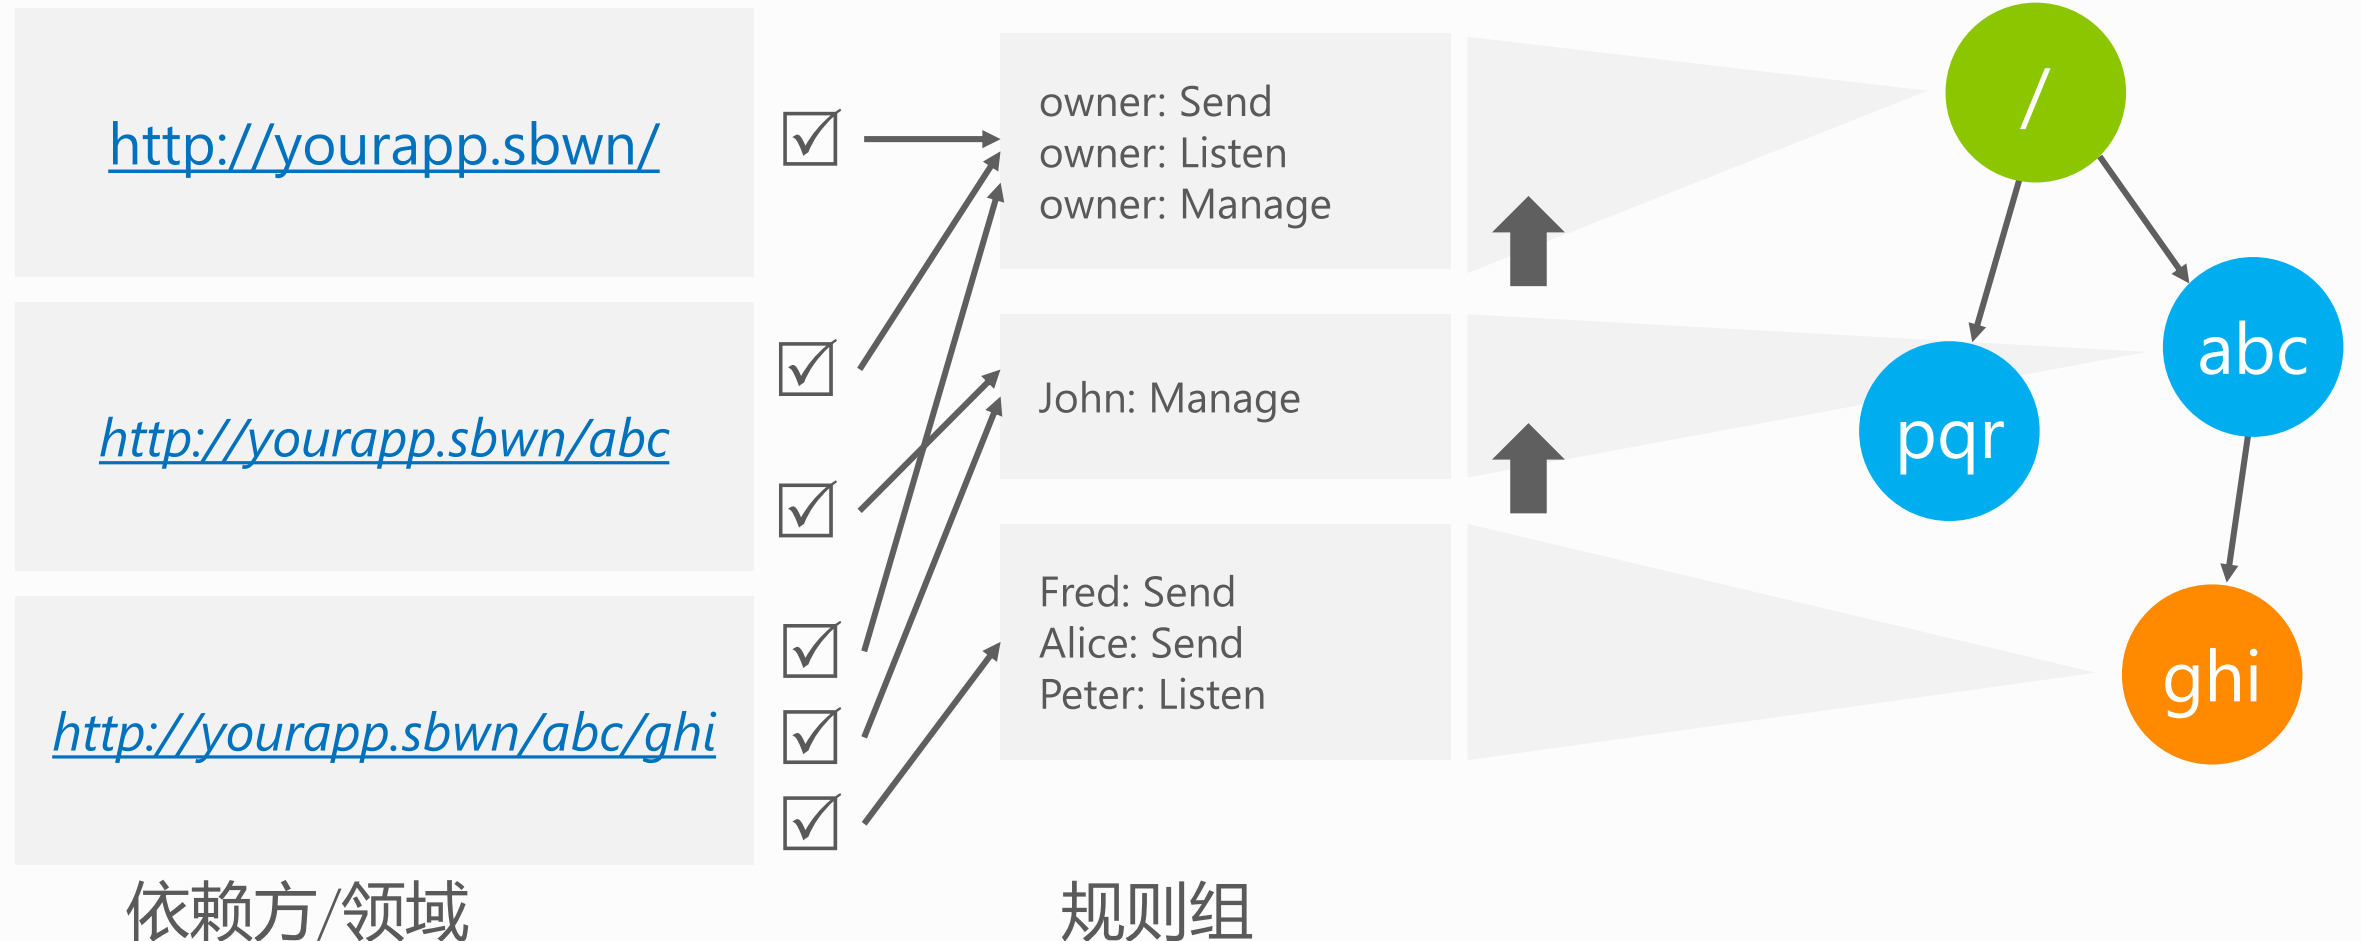 http://yourapp.sbwn/
http://yourapp.sbwn/abc
http://yourapp.sbwn/abc/ghi
依赖方/领域
owner: Send
owner: Listen
owner: Manage
John: Manage
Fred: Send
Alice: Send
Peter: Listen
规则组
/
abc
pqr
ghi